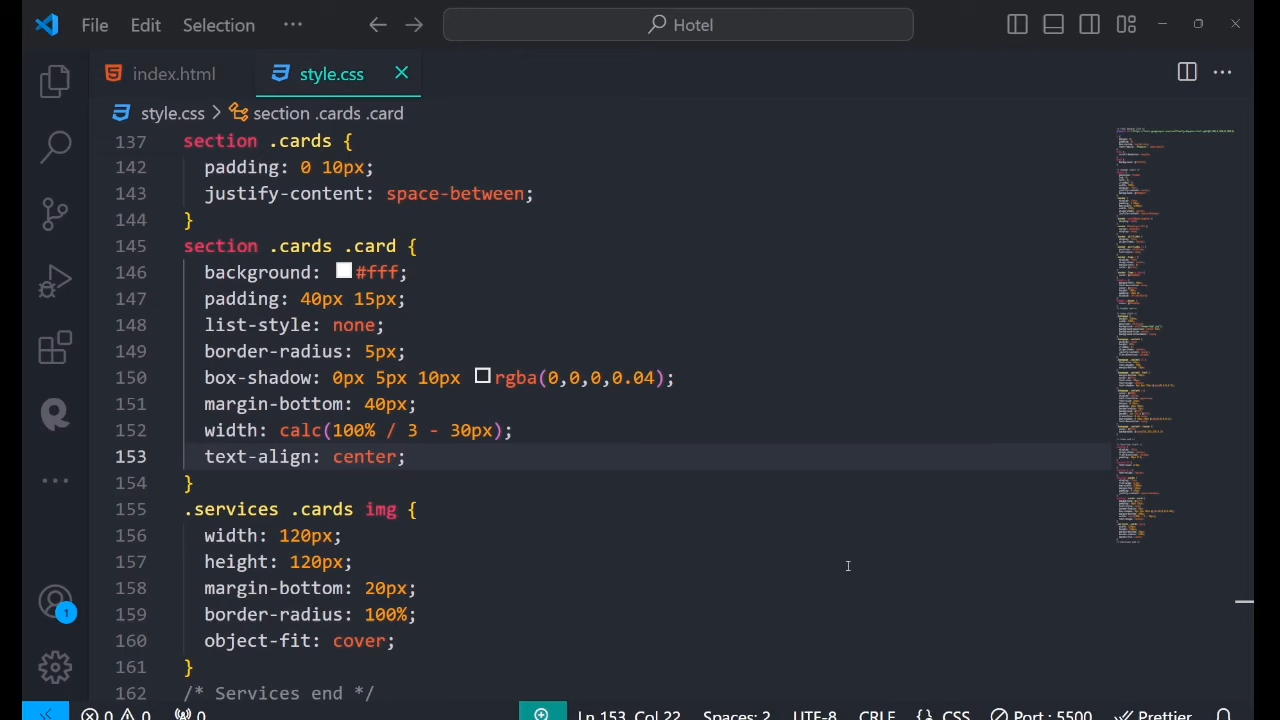 File Edit Selection ··· Hotel
index.html style.css
style.css > section .cards .card
137 section .cards {
142 padding: 0 10px;
143 justify-content: space-between;
144 }
145 section .cards .card {
146 background: #fff;
147 padding: 40px 15px;
148 list-style: none;
149 border-radius: 5px;
150 box-shadow: 0px 5px 10px rgba(0,0,0,0.04);
151 margin-bottom: 40px;
152 width: calc(100% / 3 - 30px);
153 text-align: center;
154 }
155 .services .cards img {
156 width: 120px;
157 height: 120px;
158 margin-bottom: 20px;
159 border-radius: 100%;
160 object-fit: cover;
161 }
162 /* Services end */
1
0 0 0 Ln 153, Col 22 Spaces: 2 UTF-8 CRLF {} CSS Port : 5500 Prettier